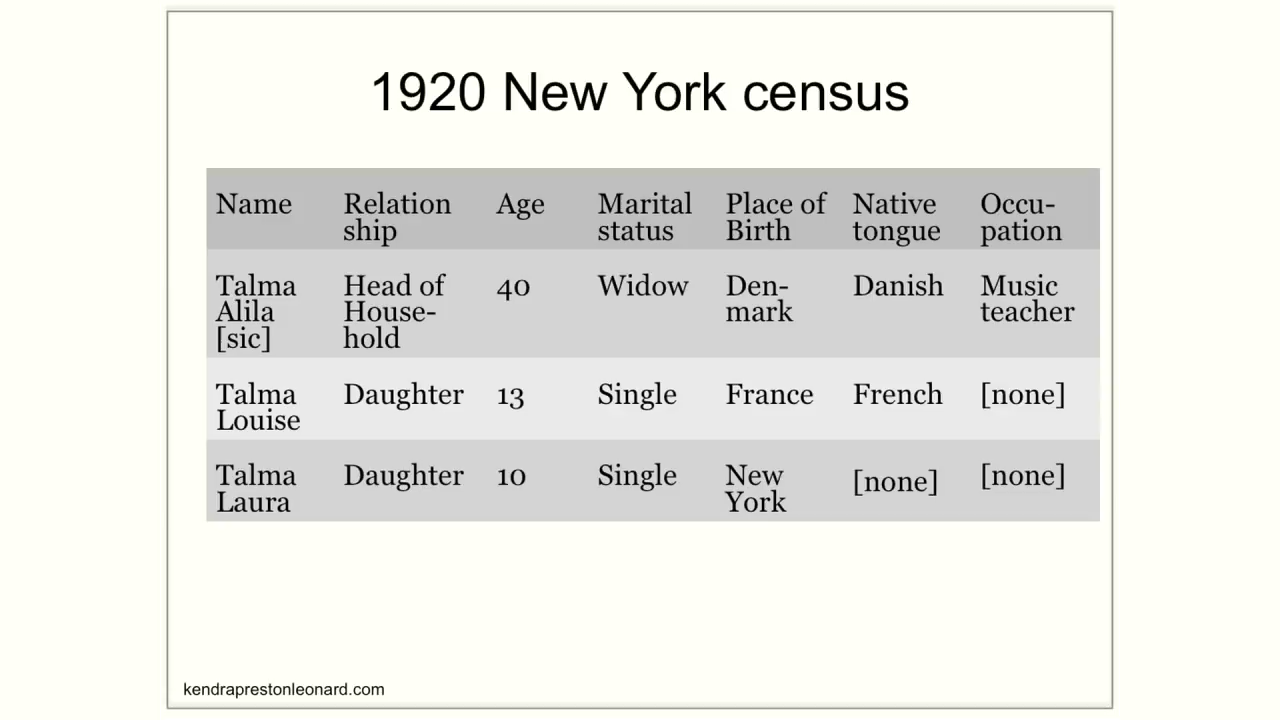 1920 New York census
Name Relation Age Marital Place of Native Occu-
ship status Birth tongue pation
Talma Head of 40 Widow Den- Danish Music
Alila House- mark teacher
[sic] hold
Talma Daughter 13 Single France French [none]
Louise
Talma Daughter 10 Single New [none] [none]
Laura York
kendraprestonleonard.com